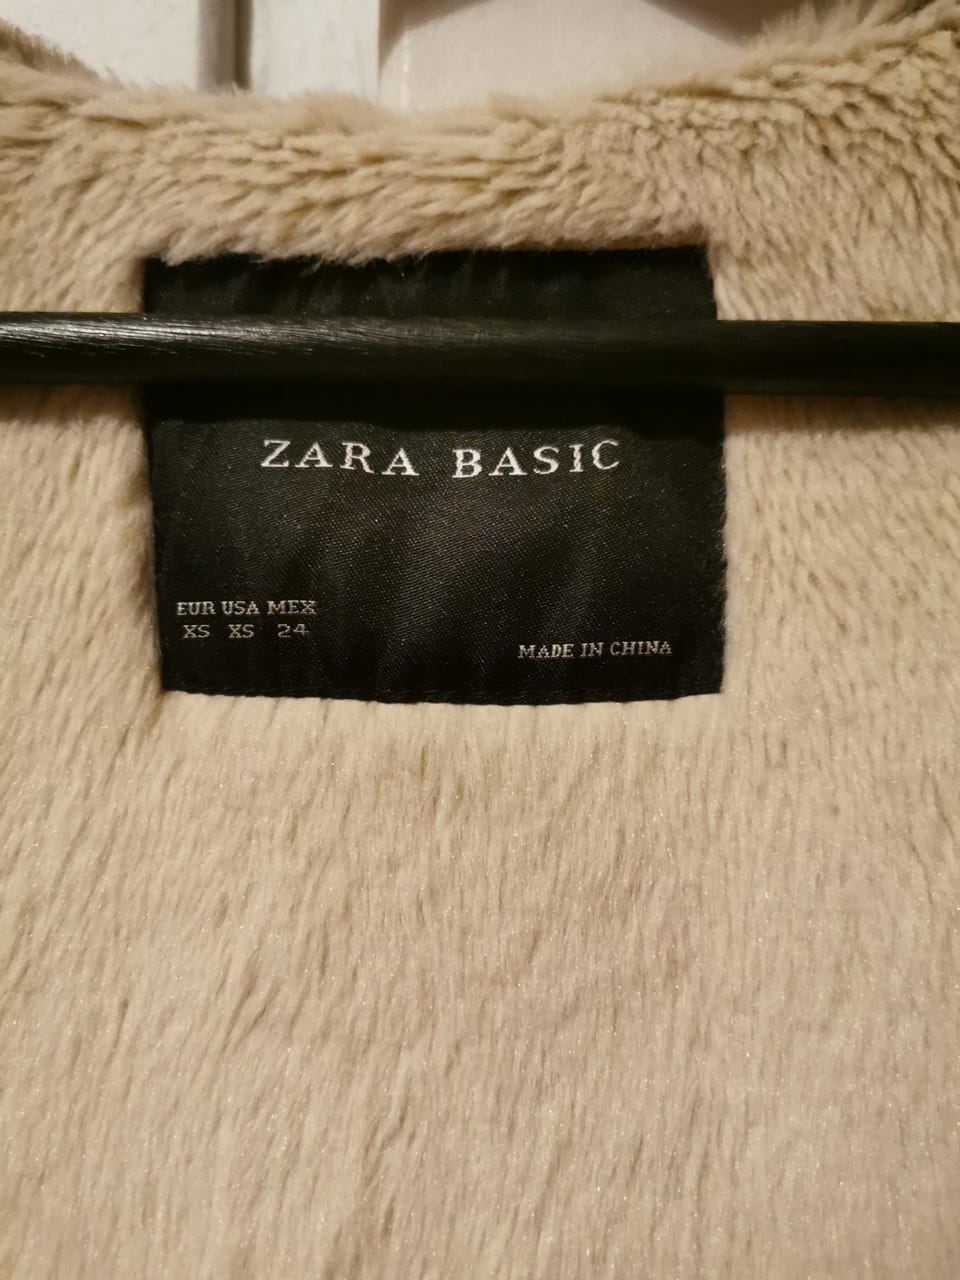 ZARA BASIC
EUR USA MEX
XS XS 24
MADE IN CHINA